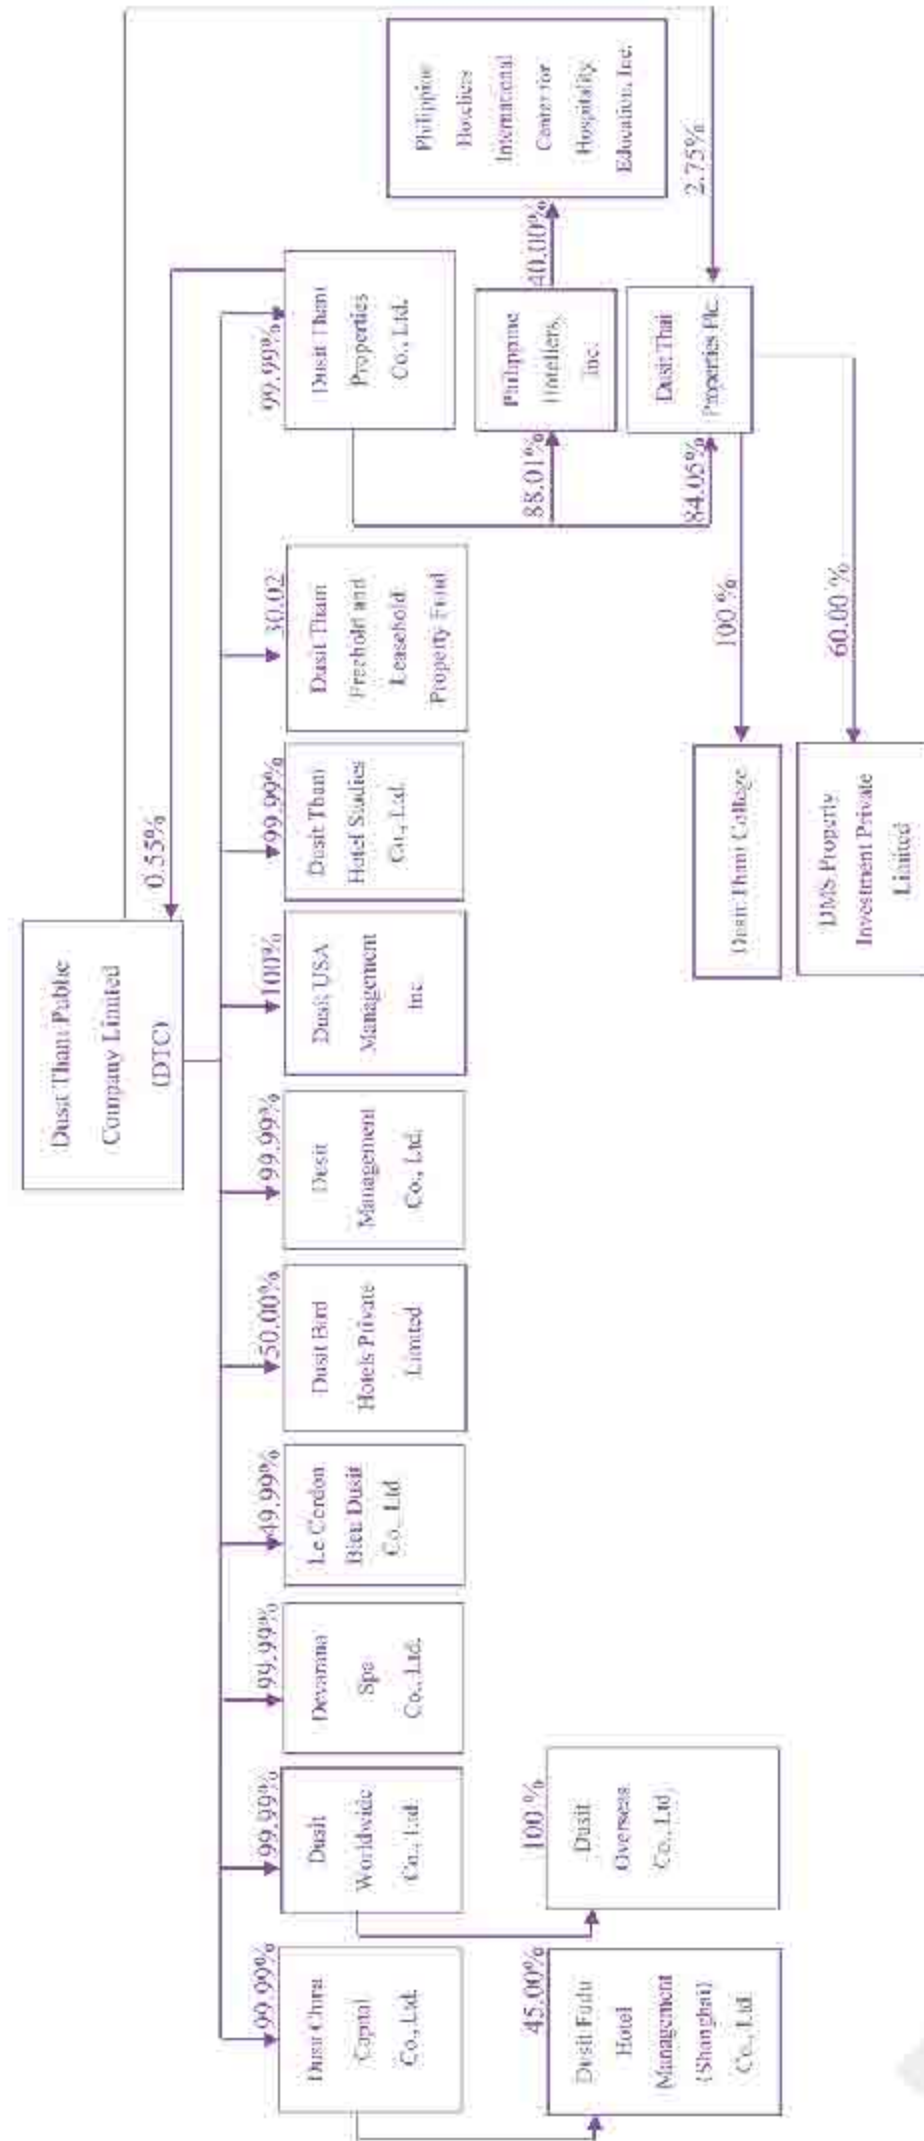 Dusit Thani Public
Company Limited
(DTC)
0.55%
99.99%
99.99%
99.99%
49.99%
50.00%
99.99%
100%
99.99%
30.02
99.99%
Dusit China
Capital
Co., Ltd.
Dusit
Worldwide
Co., Ltd.
Devarana
Spa
Co., Ltd.
Le Cordon
Bleu Dusit
Co., Ltd
Dusit Bird
Hotels Private
Limited
Dusit
Management
Co., Ltd.
Dusit USA
Management
Inc.
Dusit Thani
Hotel Studies
Co., Ltd.
Dusit Thani
Freehold and
Leasehold
Property Fund
Dusit Thani
Properties
Co., Ltd.
45.00%
Dusit Fudu
Hotel
Management
(Shanghai)
Co., Ltd.
100 %
Dusit
Overseas
Co., Ltd
88.01%
Philippine
Hoteliers,
Inc.
40.00%
Philippine
Hoteliers
International
Center for
Hospitality
Education, Inc.
84.05%
Dusit Thai
Properties Plc.
2.75%
100 %
Dusit Thani College
60.00 %
DMS Property
Investment Private
Limited